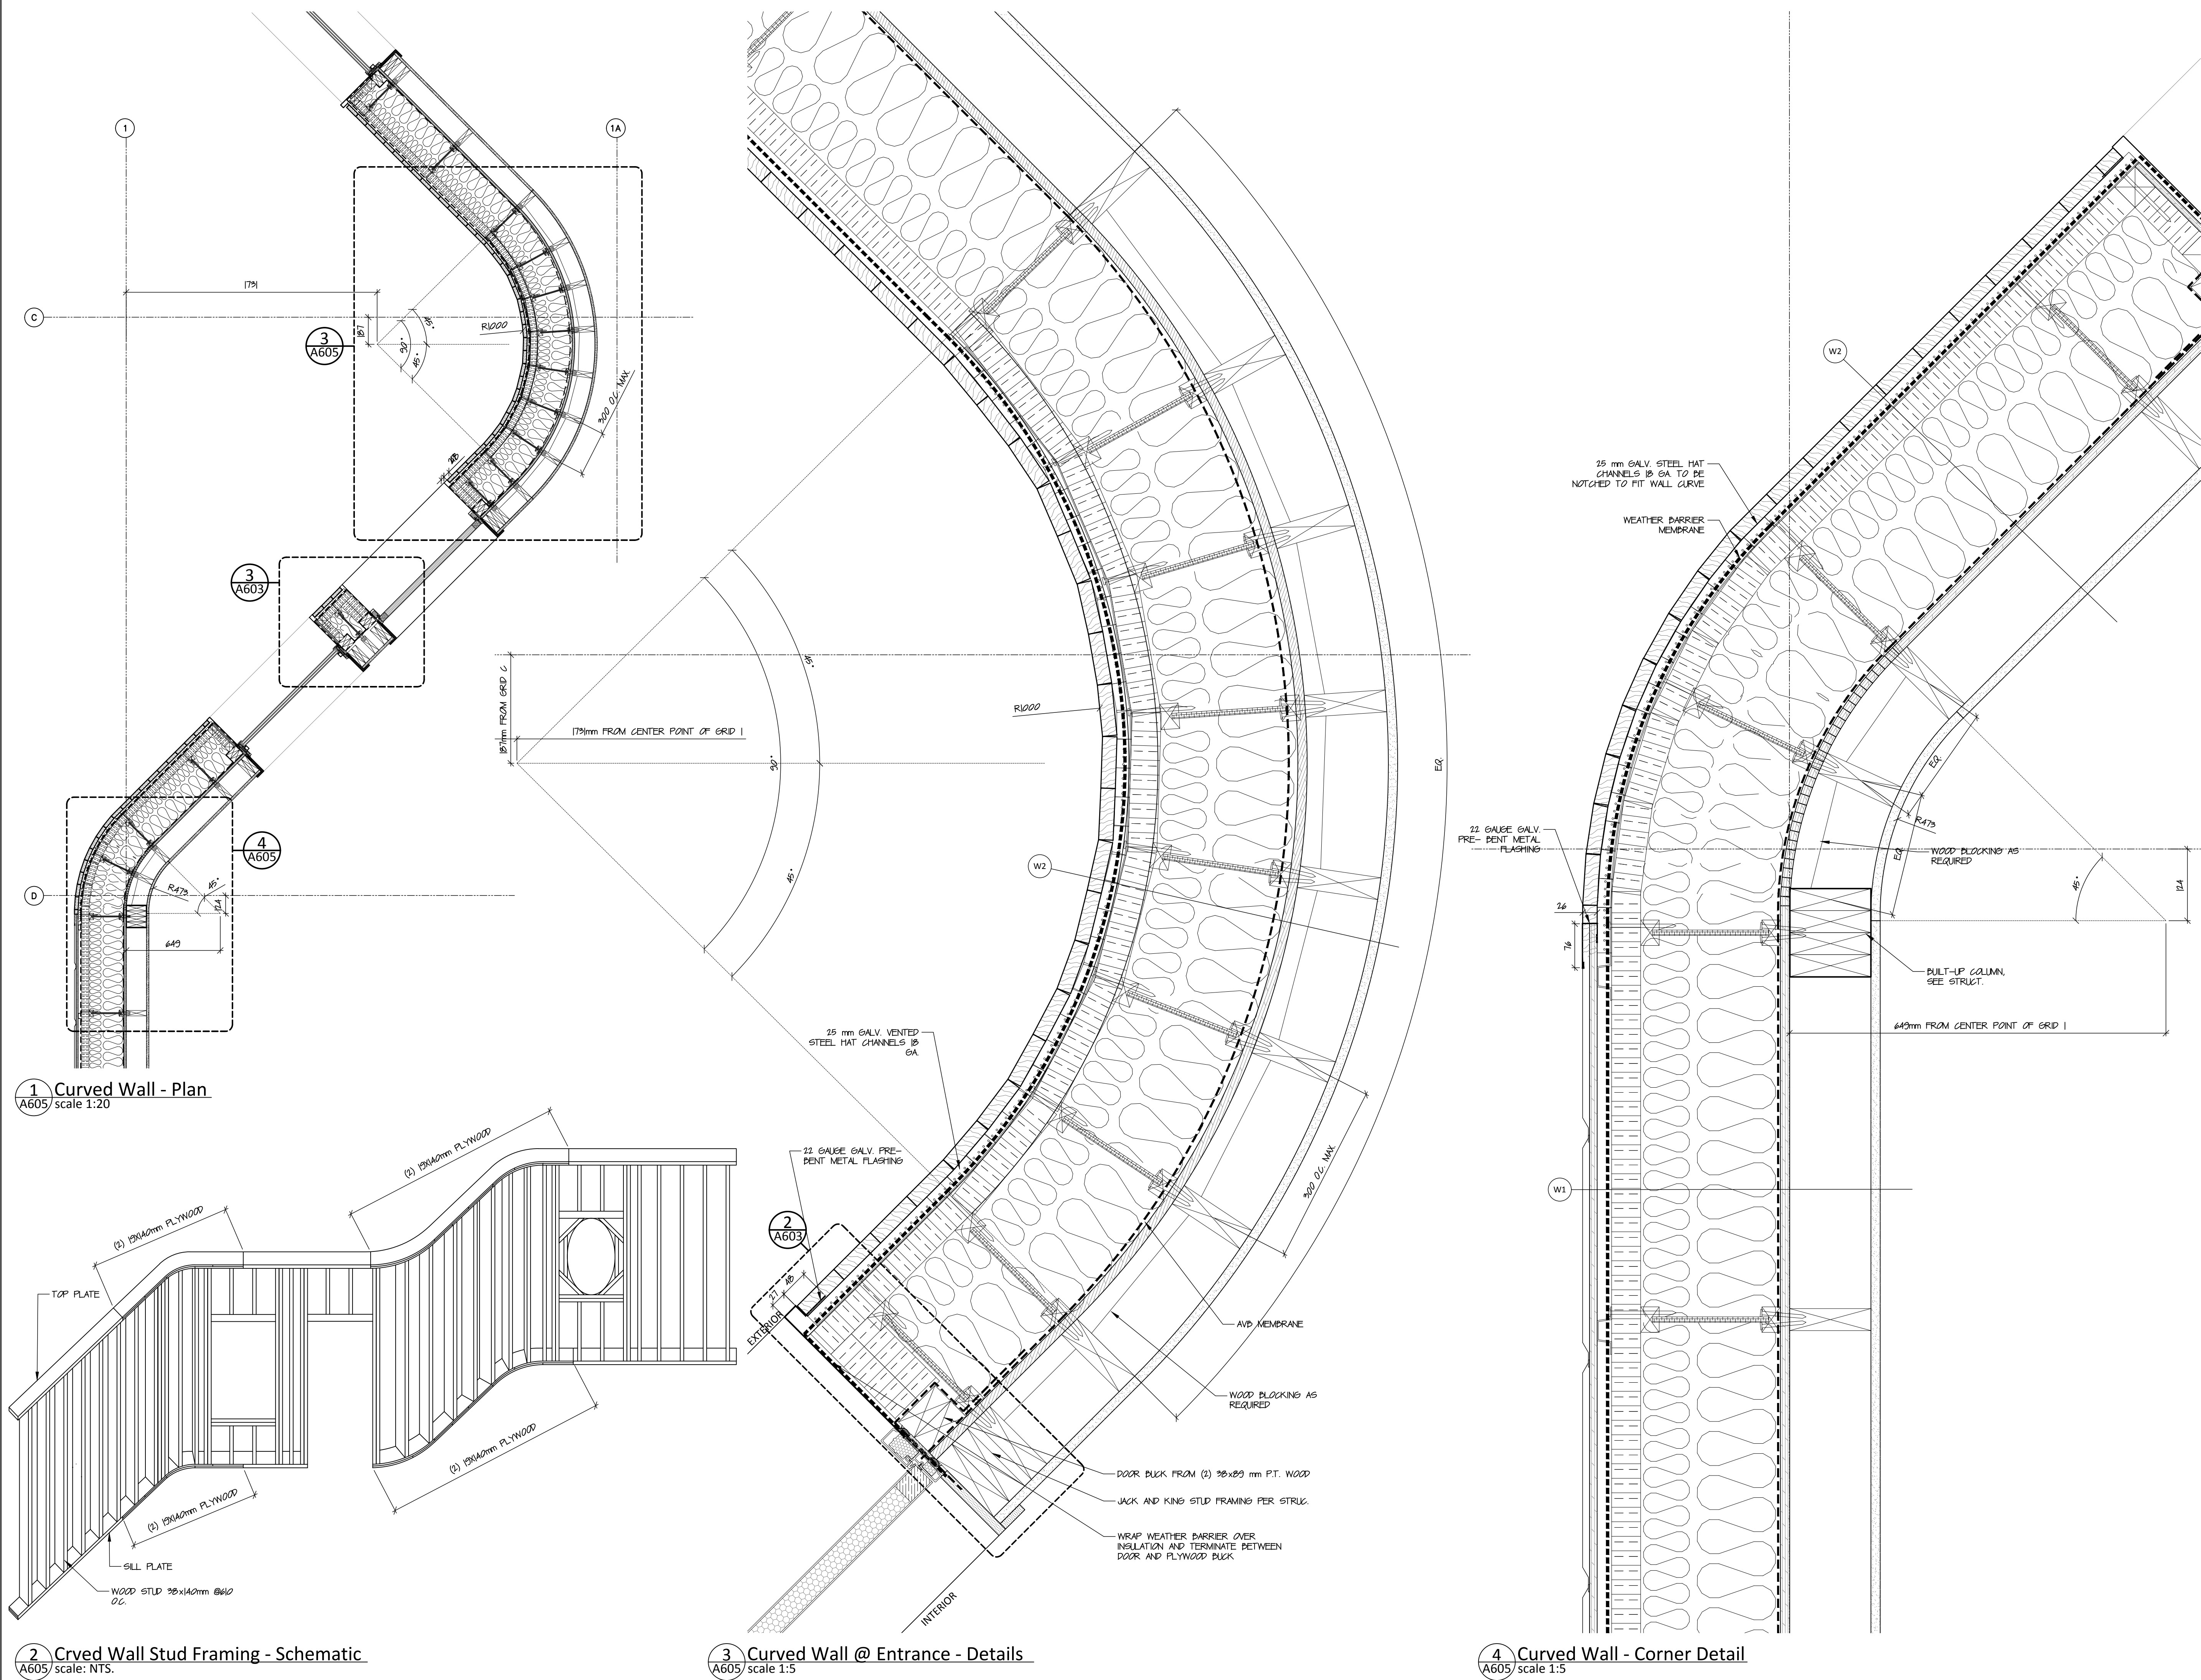 1
1A
C
1731
187
45°
90°
45°
R1000
3
A605
300 O.C. MAX.
3
A603
4
A605
D
R473
45°
124
649
1
A605
Curved Wall - Plan
scale 1:20
(2) 19X140mm PLYWOOD
(2) 19X140mm PLYWOOD
TOP PLATE
(2) 19X140mm PLYWOOD
(2) 19X140mm PLYWOOD
SILL PLATE
WOOD STUD 38x140mm @610
O.C.
2
A605
Crved Wall Stud Framing - Schematic
scale: NTS.
187mm FROM GRID C
1731mm FROM CENTER POINT OF GRID 1
45°
90°
45°
R1000
EQ.
W2
25 mm GALV. VENTED
STEEL HAT CHANNELS 18
GA.
22 GAUGE GALV. PRE-
BENT METAL FLASHING
2
A603
48
27
EXTERIOR
300 O.C. MAX.
AVB MEMBRANE
WOOD BLOCKING AS
REQUIRED
DOOR BUCK FROM (2) 38x89 mm P.T. WOOD
JACK AND KING STUD FRAMING PER STRUC.
WRAP WEATHER BARRIER OVER
INSULATION AND TERMINATE BETWEEN
DOOR AND PLYWOOD BUCK
INTERIOR
3
A605
Curved Wall @ Entrance - Details
scale 1:5
W2
25 mm GALV. STEEL HAT
CHANNELS 18 GA. TO BE
NOTCHED TO FIT WALL CURVE
WEATHER BARRIER
MEMBRANE
22 GAUGE GALV.
PRE- BENT METAL
FLASHING
EQ.
R473
EQ.
WOOD BLOCKING AS
REQUIRED
45°
124
26
76
BUILT-UP COLUMN,
SEE STRUCT.
649mm FROM CENTER POINT OF GRID 1
W1
4
A605
Curved Wall - Corner Detail
scale 1:5